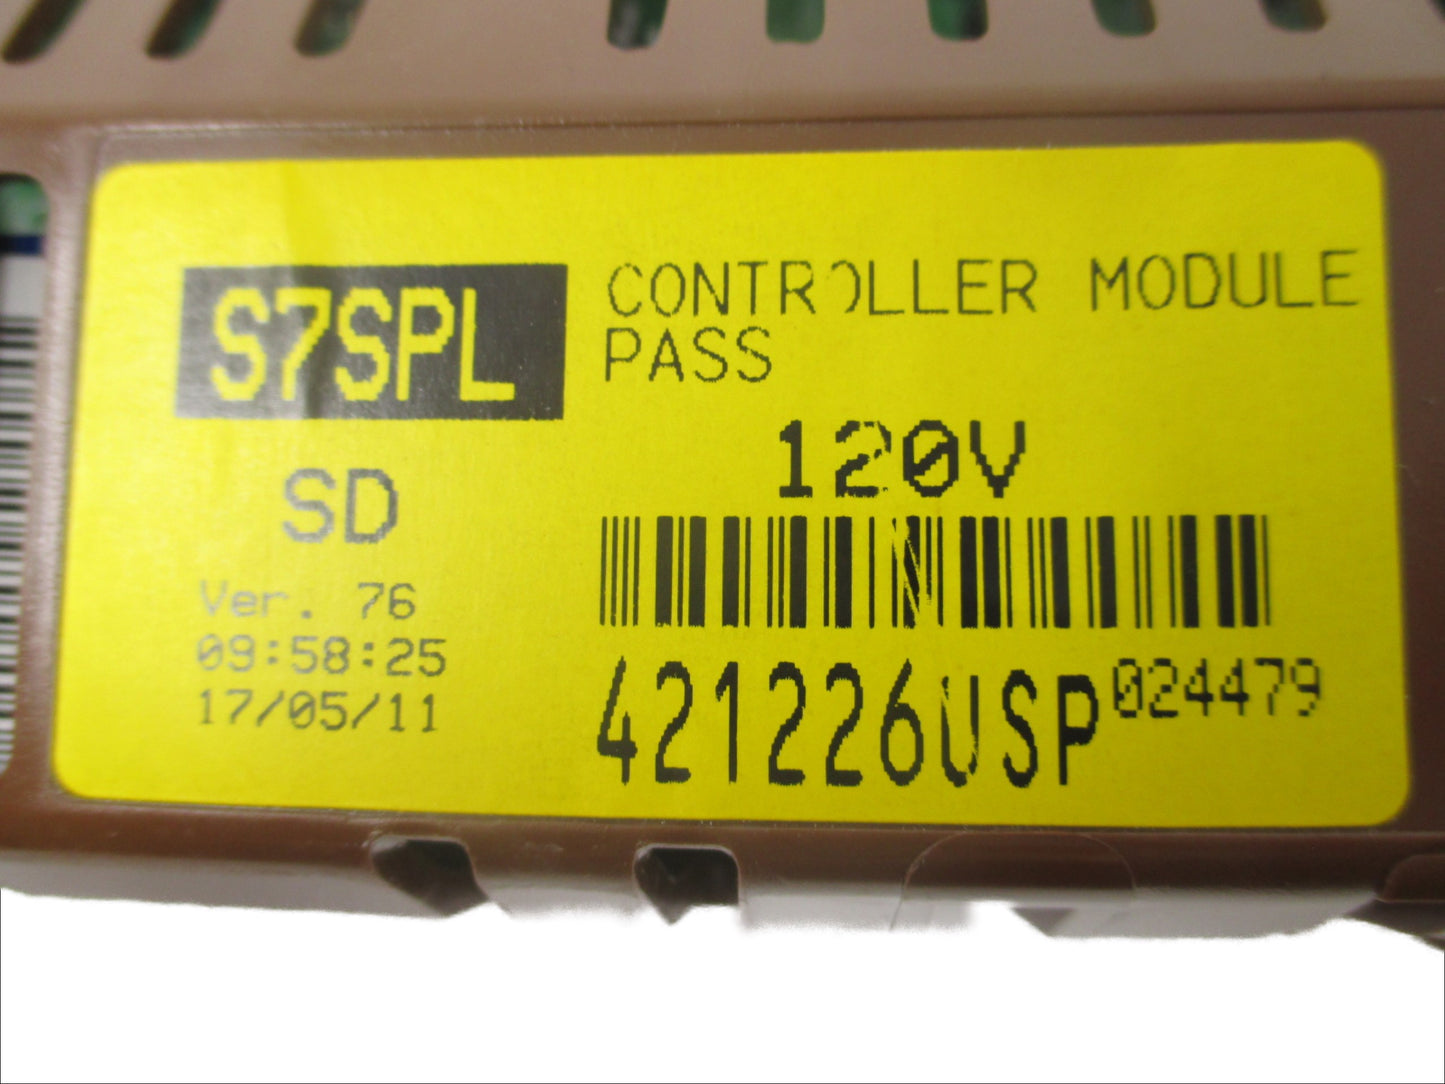 S7SPL
CONTROLLER MODULE
PASS
120V
SD
Ver. 76
09:58:25
17/05/11
421226USP024479